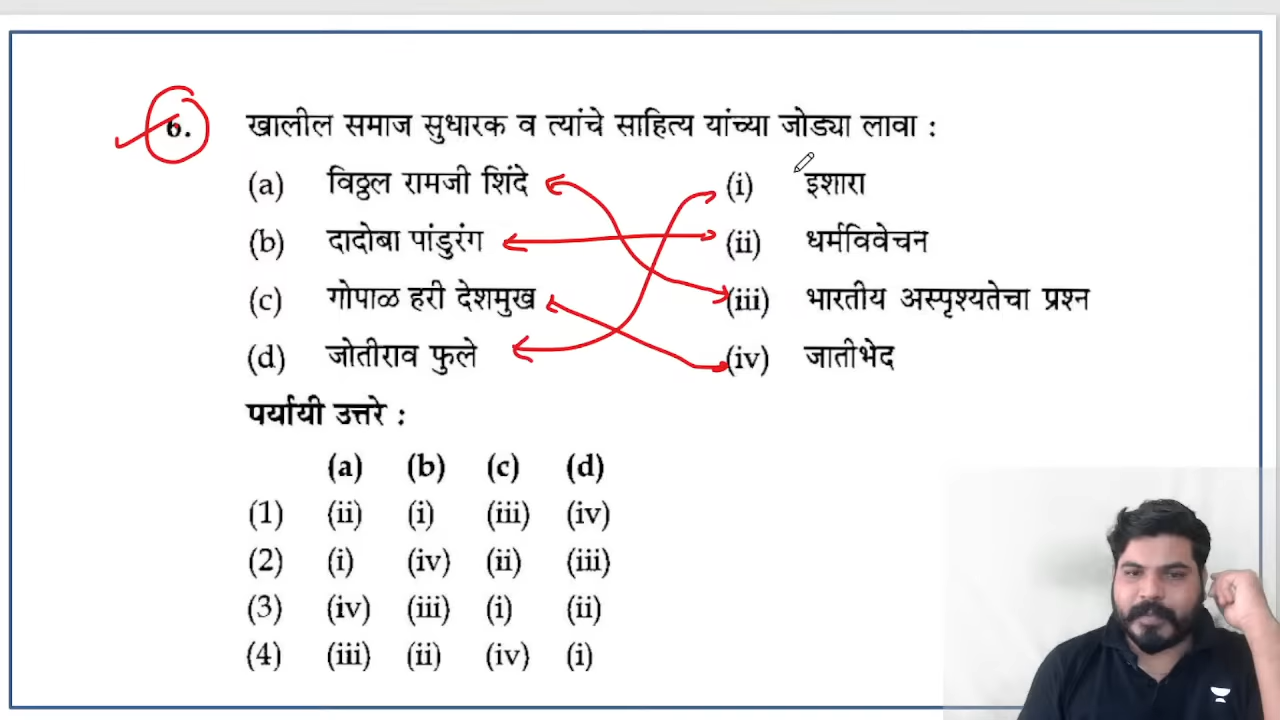 6. खालील समाज सुधारक व त्यांचे साहित्य यांच्या जोड्या लावा :
(a) विठ्ठल रामजी शिंदे (i) इशारा
(b) दादोबा पांडुरंग (ii) धर्मविवेचन
(c) गोपाळ हरी देशमुख (iii) भारतीय अस्पृश्यतेचा प्रश्न
(d) जोतीराव फुले (iv) जातीभेद
पर्यायी उत्तरे :
(a) (b) (c) (d)
(1) (ii) (i) (iii) (iv)
(2) (i) (iv) (ii) (iii)
(3) (iv) (iii) (i) (ii)
(4) (iii) (ii) (iv) (i)